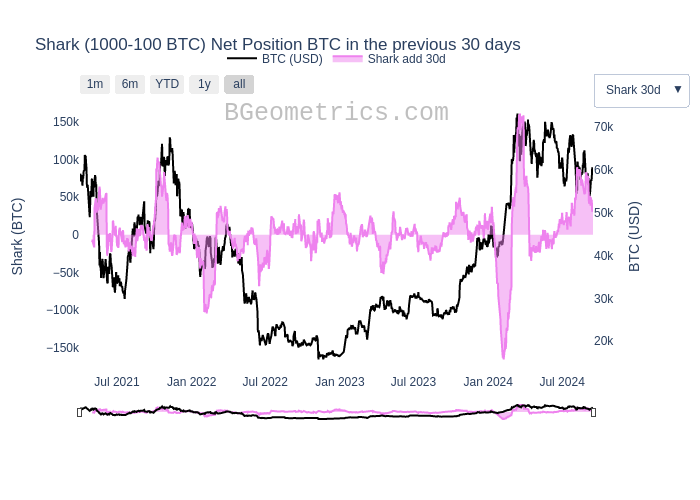 Shark (1000-100 BTC) Net Position BTC in the previous 30 days
BTC (USD) Shark add 30d
1m 6m YTD 1y all
Shark 30d ▼
BGeometrics.com
150k
100k
50k
0
−50k
−100k
−150k
Shark (BTC)
70k
60k
50k
40k
30k
20k
BTC (USD)
Jul 2021 Jan 2022 Jul 2022 Jan 2023 Jul 2023 Jan 2024 Jul 2024